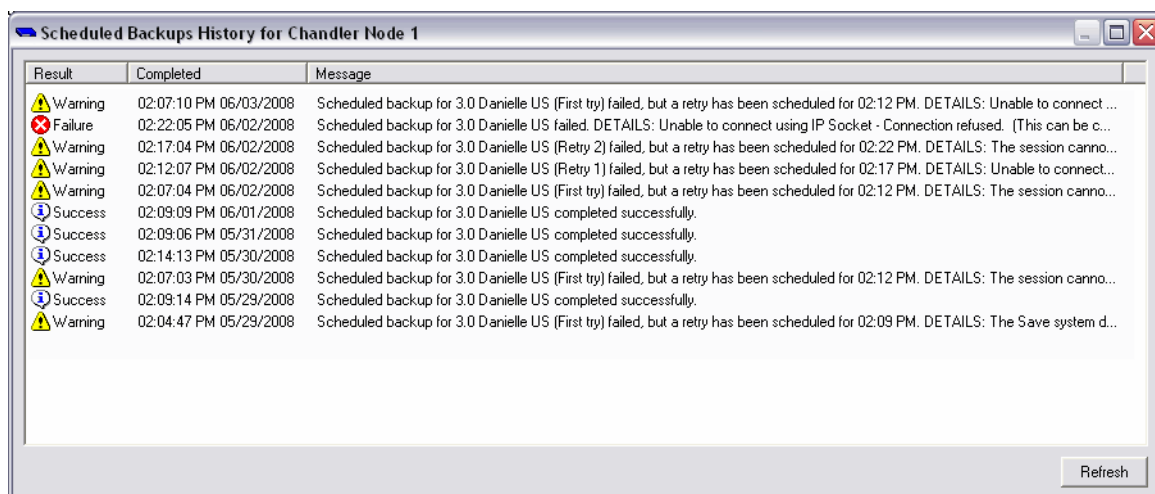 Scheduled Backups History for Chandler Node 1
Result Completed Message
Warning 02:07:10 PM 06/03/2008 Scheduled backup for 3.0 Danielle US (First try) failed, but a retry has been scheduled for 02:12 PM. DETAILS: Unable to connect ...
Failure 02:22:05 PM 06/02/2008 Scheduled backup for 3.0 Danielle US failed. DETAILS: Unable to connect using IP Socket - Connection refused. (This can be c...
Warning 02:17:04 PM 06/02/2008 Scheduled backup for 3.0 Danielle US (Retry 2) failed, but a retry has been scheduled for 02:22 PM. DETAILS: The session canno...
Warning 02:12:07 PM 06/02/2008 Scheduled backup for 3.0 Danielle US (Retry 1) failed, but a retry has been scheduled for 02:17 PM. DETAILS: Unable to connect...
Warning 02:07:04 PM 06/02/2008 Scheduled backup for 3.0 Danielle US (First try) failed, but a retry has been scheduled for 02:12 PM. DETAILS: The session canno...
Success 02:09:09 PM 06/01/2008 Scheduled backup for 3.0 Danielle US completed successfully.
Success 02:09:06 PM 05/31/2008 Scheduled backup for 3.0 Danielle US completed successfully.
Success 02:14:13 PM 05/30/2008 Scheduled backup for 3.0 Danielle US completed successfully.
Warning 02:07:03 PM 05/30/2008 Scheduled backup for 3.0 Danielle US (First try) failed, but a retry has been scheduled for 02:12 PM. DETAILS: The session canno...
Success 02:09:14 PM 05/29/2008 Scheduled backup for 3.0 Danielle US completed successfully.
Warning 02:04:47 PM 05/29/2008 Scheduled backup for 3.0 Danielle US (First try) failed, but a retry has been scheduled for 02:09 PM. DETAILS: The Save system d...
Refresh